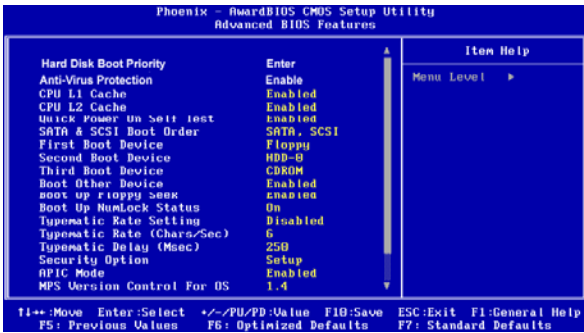 Phoenix - AwardBIOS CMOS Setup Utility
Advanced BIOS Features
Hard Disk Boot Priority Enter
Anti-Virus Protection Enable
CPU L1 Cache Enabled
CPU L2 Cache Enabled
Quick Power On Self Test Enabled
SATA & SCSI Boot Order SATA, SCSI
First Boot Device Floppy
Second Boot Device HDD-0
Third Boot Device CDROM
Boot Other Device Enabled
Boot Up Floppy Seek Enabled
Boot Up NumLock Status On
Typematic Rate Setting Disabled
Typematic Rate (Chars/Sec) 6
Typematic Delay (Msec) 250
Security Option Setup
APIC Mode Enabled
MPS Version Control For OS 1.4
Item Help
Menu Level ▶
↑↓→←:Move Enter:Select +/-/PU/PD:Value F10:Save ESC:Exit F1:General Help
F5: Previous Values F6: Optimized Defaults F7: Standard Defaults